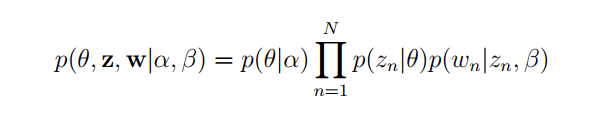 p(θ, z, w|α, β) = p(θ|α) ∏_{n=1}^{N} p(z_n|θ)p(w_n|z_n, β)